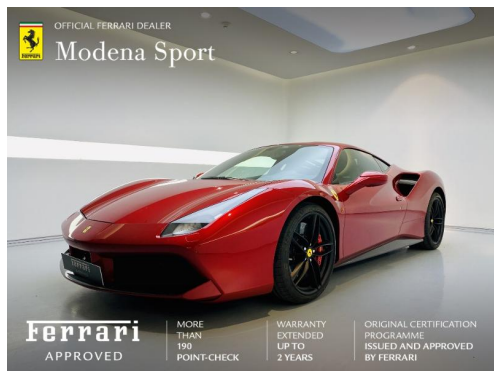 OFFICIAL FERRARI DEALER
Modena Sport
Ferrari
APPROVED
MORE
THAN
190
POINT-CHECK
WARRANTY
EXTENDED
UP TO
2 YEARS
ORIGINAL CERTIFICATION
PROGRAMME
ISSUED AND APPROVED
BY FERRARI